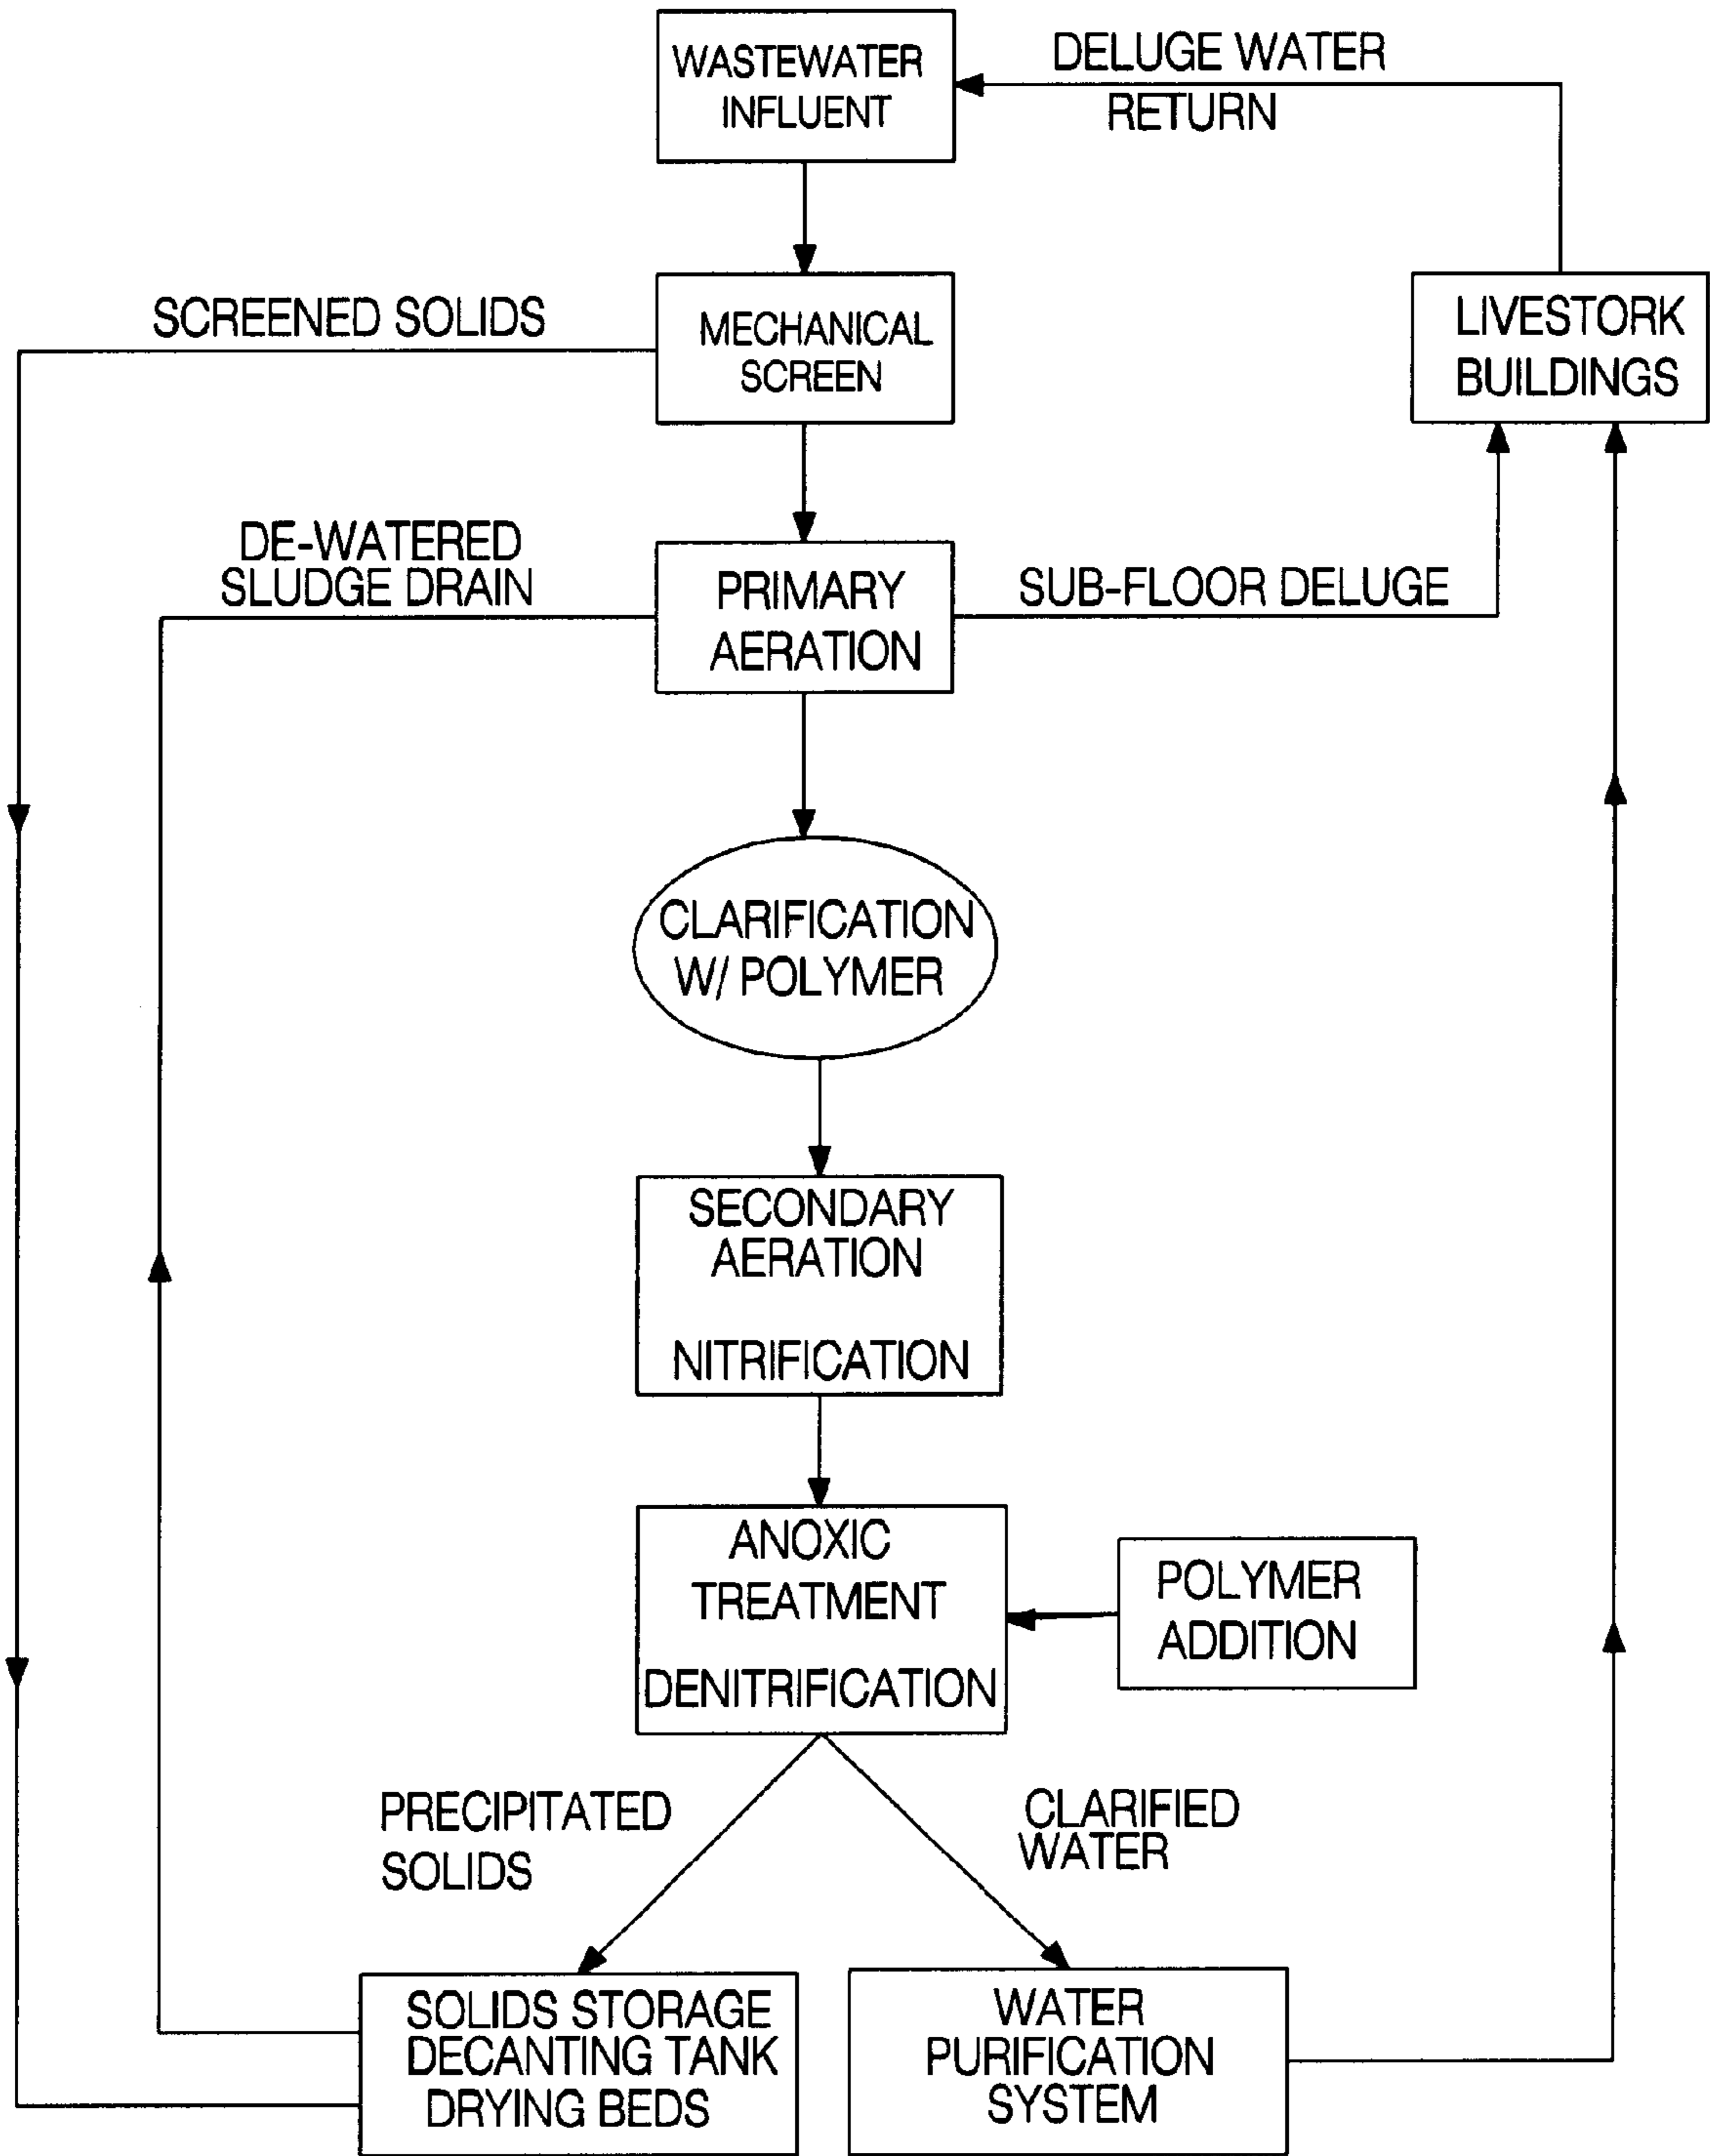 WASTEWATER
INFLUENT
DELUGE WATER
RETURN
SCREENED SOLIDS
MECHANICAL
SCREEN
LIVESTORK
BUILDINGS
DE-WATERED
SLUDGE DRAIN
PRIMARY
AERATION
SUB-FLOOR DELUGE
CLARIFICATION
W/ POLYMER
SECONDARY
AERATION
NITRIFICATION
ANOXIC
TREATMENT
DENITRIFICATION
POLYMER
ADDITION
PRECIPITATED
SOLIDS
CLARIFIED
WATER
SOLIDS STORAGE
DECANTING TANK
DRYING BEDS
WATER
PURIFICATION
SYSTEM